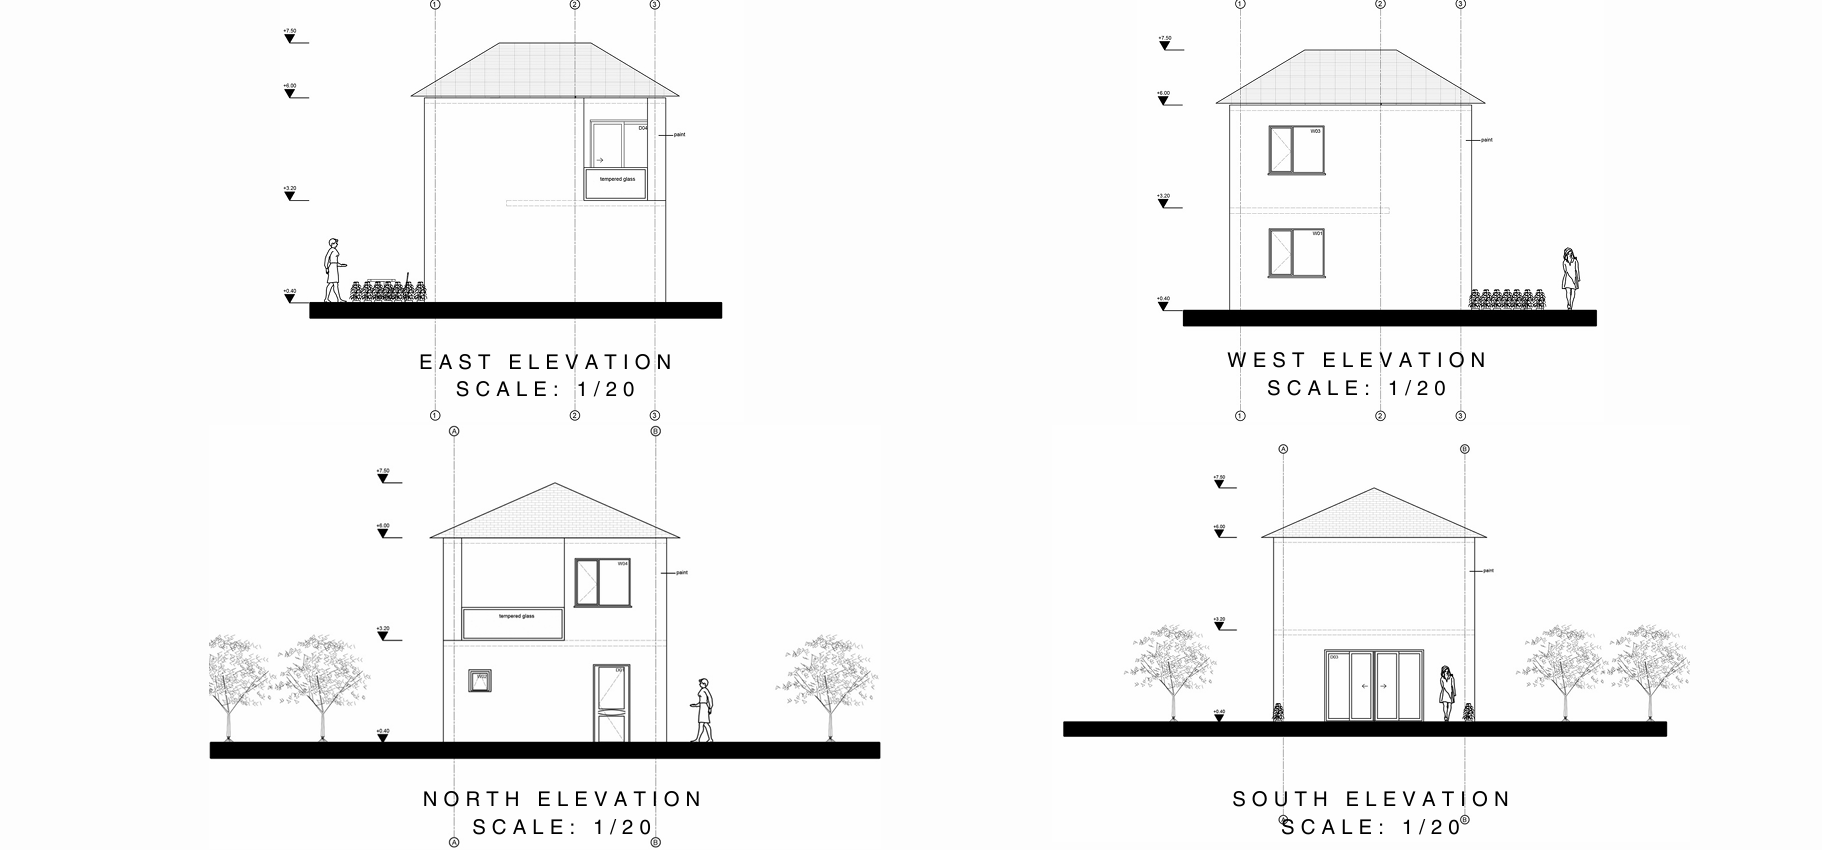 1 2 3
+7.50
+6.00
D04
paint
tempered glass
+3.20
+0.40
EAST ELEVATION
SCALE: 1/20
1 2 3
1 2 3
+7.50
+6.00
W03
paint
+3.20
W01
+0.40
WEST ELEVATION
SCALE: 1/20
1 2 3
A B
+7.50
+6.00
W04
paint
tempered glass
+3.20
W02
D01
+0.40
NORTH ELEVATION
SCALE: 1/20
A B
A B
+7.50
+6.00
paint
+3.20
D03
+0.40
SOUTH ELEVATION
SCALE: 1/20
A B